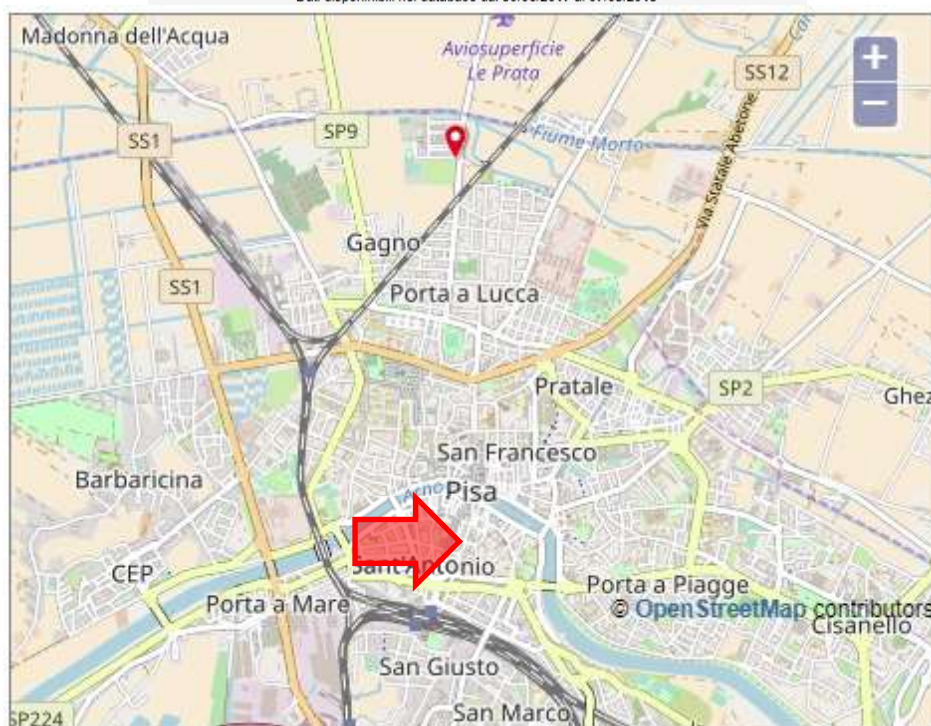 Madonna dell'Acqua
Aviosuperficie
Le Prata
SS12
+
−
SS1
SP9
Fiume Morto
Via Statale Abetone
Gagno
SS1
Porta a Lucca
Pratale
SP2
Ghez
San Francesco
Barbaricina
Arno
Pisa
CEP
Sant'Antonio
Porta a Piagge
Porta a Mare
© OpenStreetMap contributors
Cisanello
San Giusto
SP224
San Marco